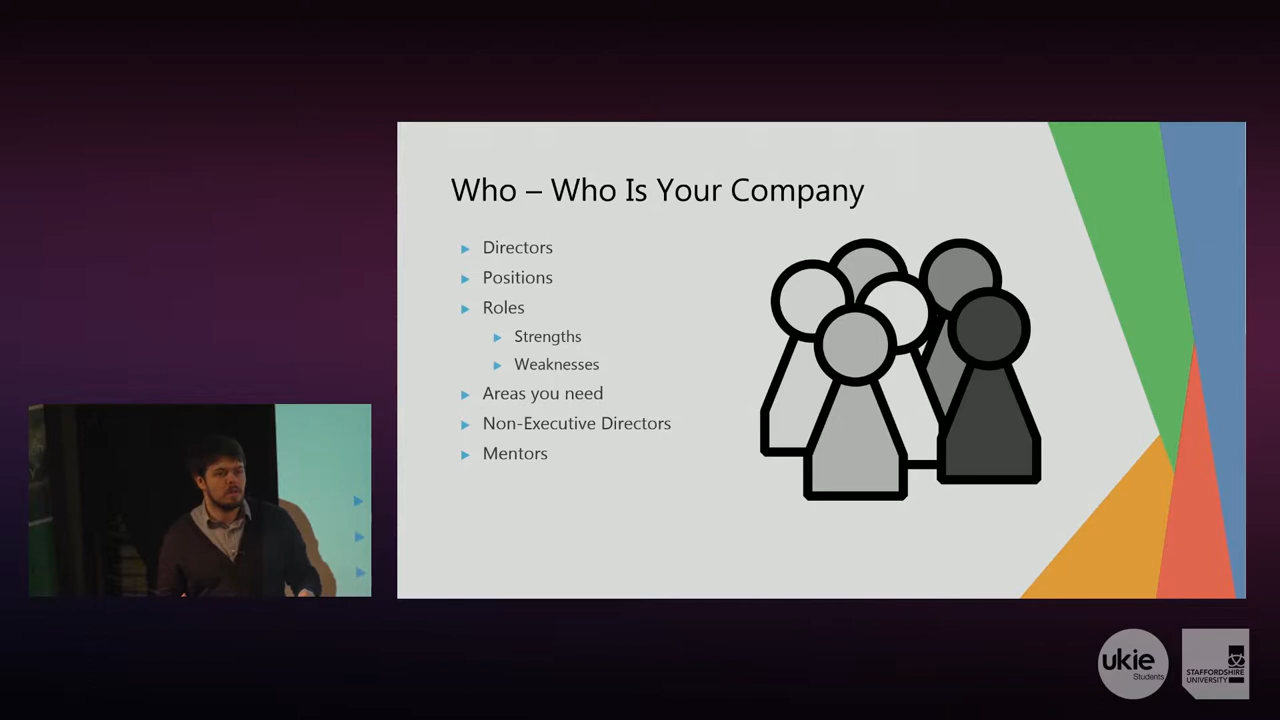 Who – Who Is Your Company
Directors
Positions
Roles
Strengths
Weaknesses
Areas you need
Non-Executive Directors
Mentors
ukie
Students
STAFFORDSHIRE
UNIVERSITY